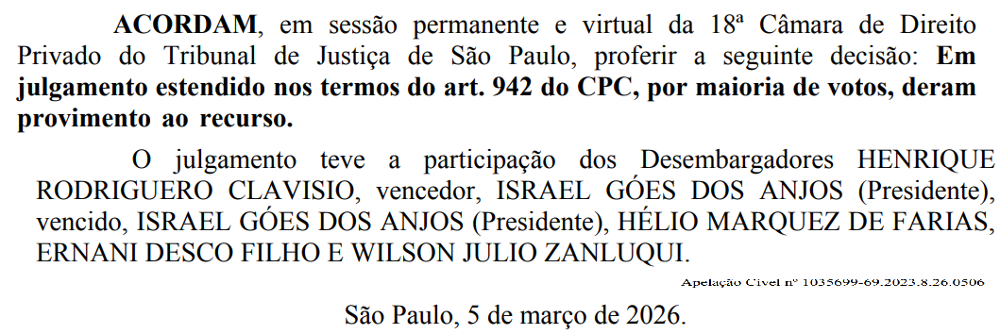 ACORDAM, em sessão permanente e virtual da 18ª Câmara de Direito
Privado do Tribunal de Justiça de São Paulo, proferir a seguinte decisão: Em
julgamento estendido nos termos do art. 942 do CPC, por maioria de votos, deram
provimento ao recurso.
O julgamento teve a participação dos Desembargadores HENRIQUE
RODRIGUERO CLAVISIO, vencedor, ISRAEL GÓES DOS ANJOS (Presidente),
vencido, ISRAEL GÓES DOS ANJOS (Presidente), HÉLIO MARQUEZ DE FARIAS,
ERNANI DESCO FILHO E WILSON JULIO ZANLUQUI.
Apelação Cível nº 1035699-69.2023.8.26.0506
São Paulo, 5 de março de 2026.